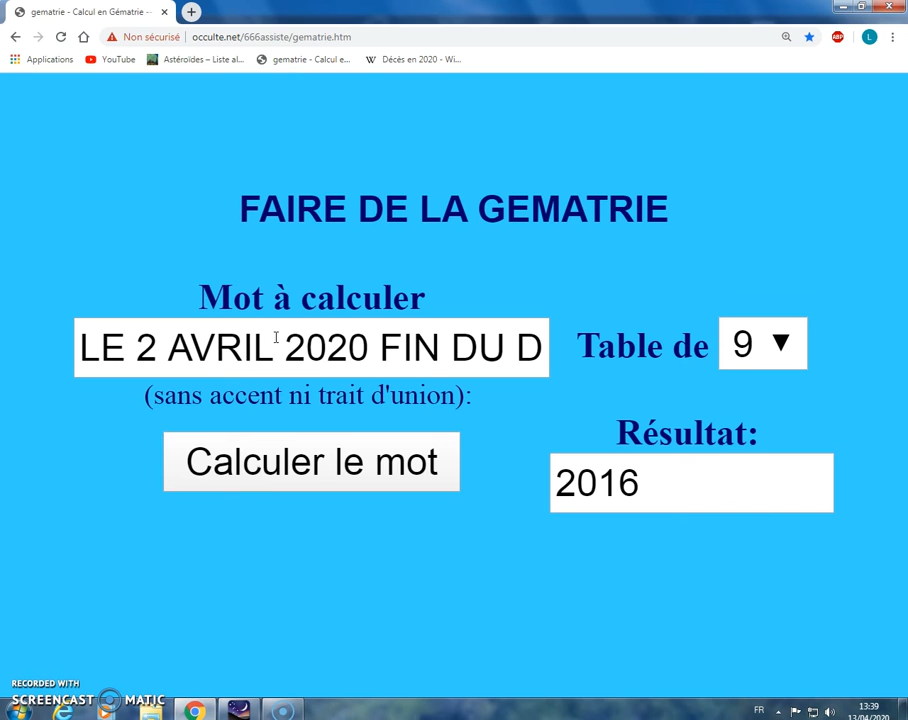 gematrie - Calcul en Gématrie -
Non sécurisé
occulte.net/666assiste/gematrie.htm
ABP
L
Applications
YouTube
Astéroïdes – Liste al...
gematrie - Calcul e...
W Décès en 2020 - Wi...
FAIRE DE LA GEMATRIE
Mot à calculer
LE 2 AVRIL 2020 FIN DU D
Table de 9
(sans accent ni trait d'union):
Résultat:
Calculer le mot
2016
RECORDED WITH
SCREENCAST MATIC
FR
13:39
13/04/2020